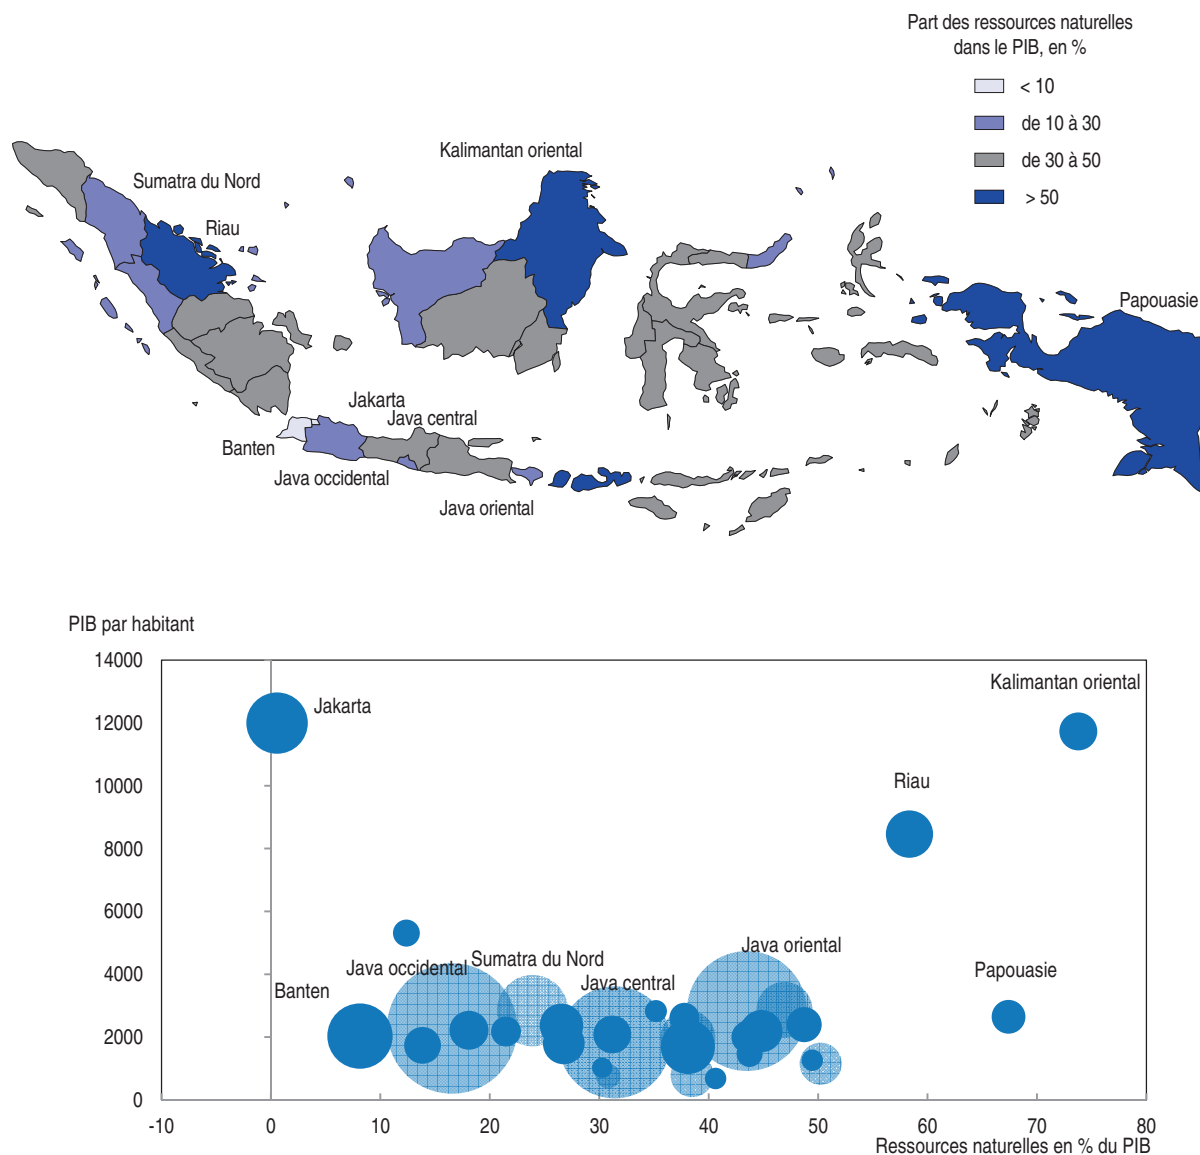 Part des ressources naturelles
dans le PIB, en %
< 10
de 10 à 30
de 30 à 50
> 50
Kalimantan oriental
Sumatra du Nord
Riau
Papouasie
Jakarta
Java central
Banten
Java occidental
Java oriental
PIB par habitant
14000
12000
10000
8000
6000
4000
2000
0
Jakarta
Kalimantan oriental
Riau
Java oriental
Sumatra du Nord
Java occidental
Java central
Papouasie
Banten
-10 0 10 20 30 40 50 60 70 80
Ressources naturelles en % du PIB